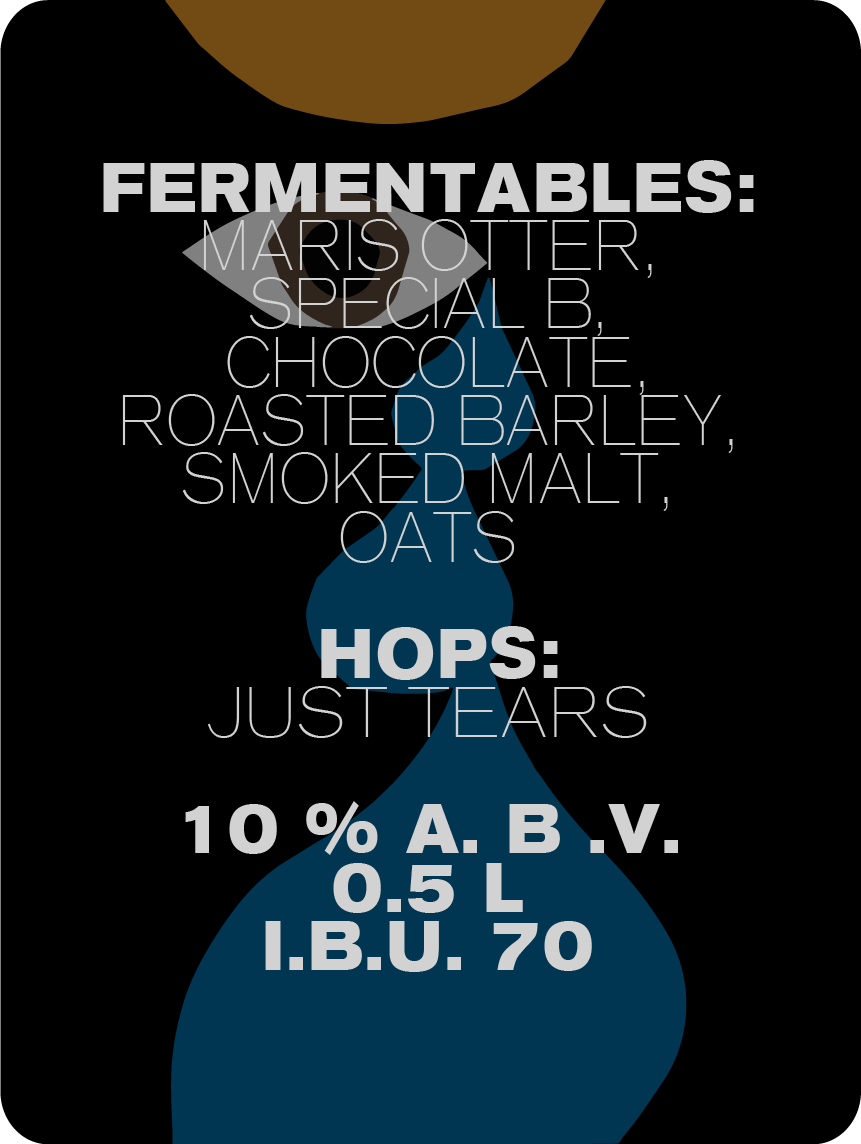 FERMENTABLES:
MARIS OTTER,
SPECIAL B,
CHOCOLATE,
ROASTED BARLEY,
SMOKED MALT,
OATS
HOPS:
JUST TEARS
10 % A. B .V.
0.5 L
I.B.U. 70